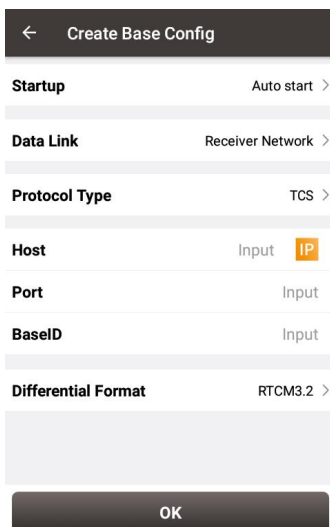 Create Base Config
Startup Auto start
Data Link Receiver Network
Protocol Type TCS
Host Input IP
Port Input
BaseID Input
Differential Format RTCM3.2
OK